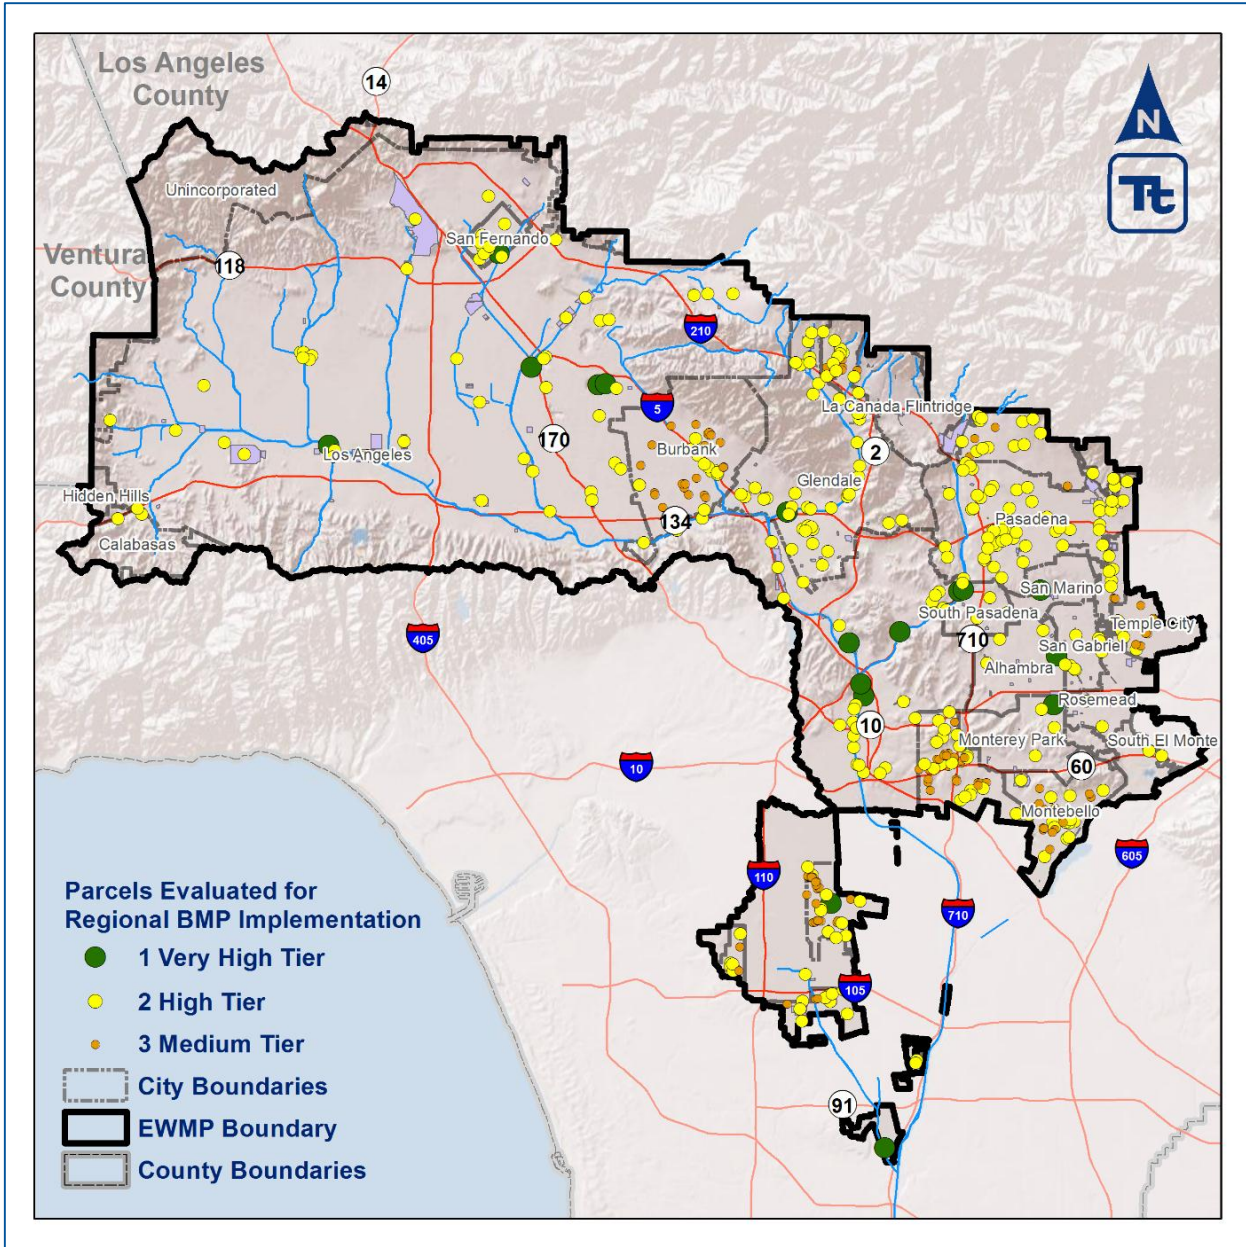 Los Angeles
County
14
N
Tt
Unincorporated
San Fernando
Ventura
County
118
210
5
La Canada Flintridge
170
Burbank
2
Los Angeles
Glendale
Hidden Hills
134
Pasadena
Calabasas
San Marino
South Pasadena
Temple City
405
710
San Gabriel
Alhambra
Rosemead
10
Monterey Park
South El Monte
10
60
Montebello
605
110
710
105
91
Parcels Evaluated for
Regional BMP Implementation
1 Very High Tier
2 High Tier
3 Medium Tier
City Boundaries
EWMP Boundary
County Boundaries